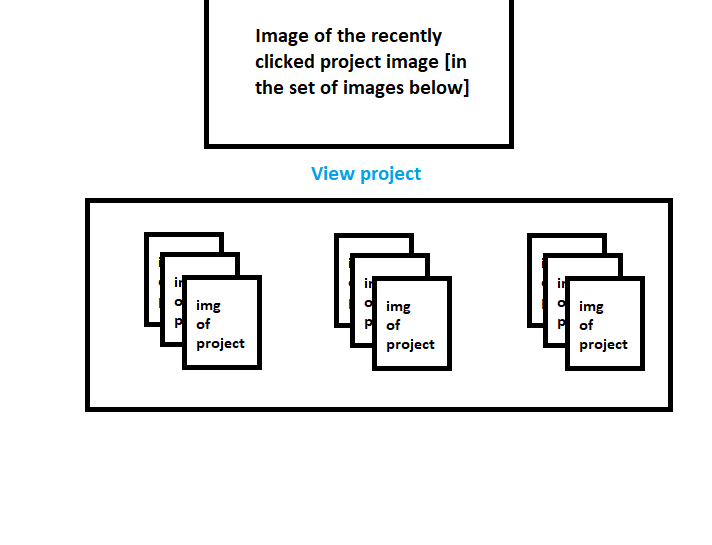 Image of the recently
clicked project image [in
the set of images below]
View project
img
of
project
img
of
project
img
of
project